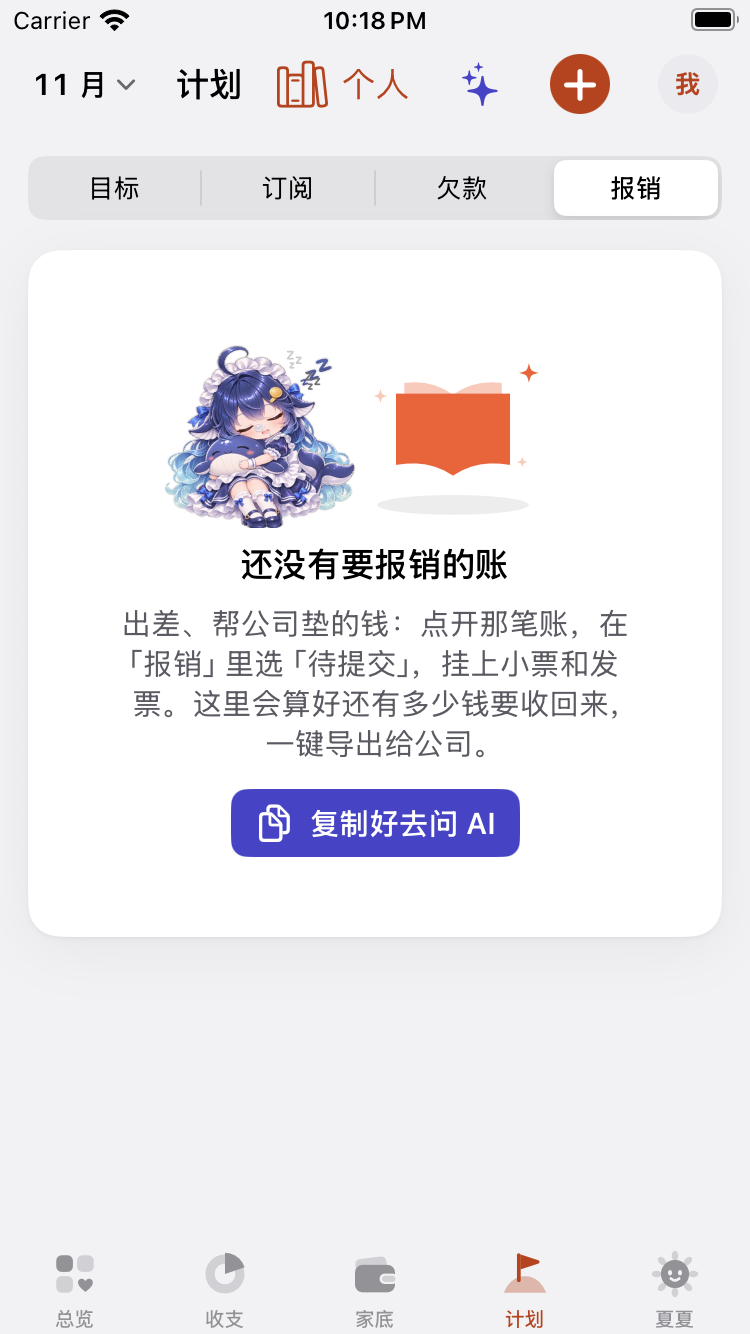 Carrier 10:18 PM
11 月 计划 个人 我
目标 订阅 欠款 报销
zzz zzz
还没有要报销的账
出差、帮公司垫的钱：点开那笔账，在
「报销」里选「待提交」，挂上小票和发
票。这里会算好还有多少钱要收回来，
一键导出给公司。
复制好去问 AI
总览 收支 家底 计划 夏夏